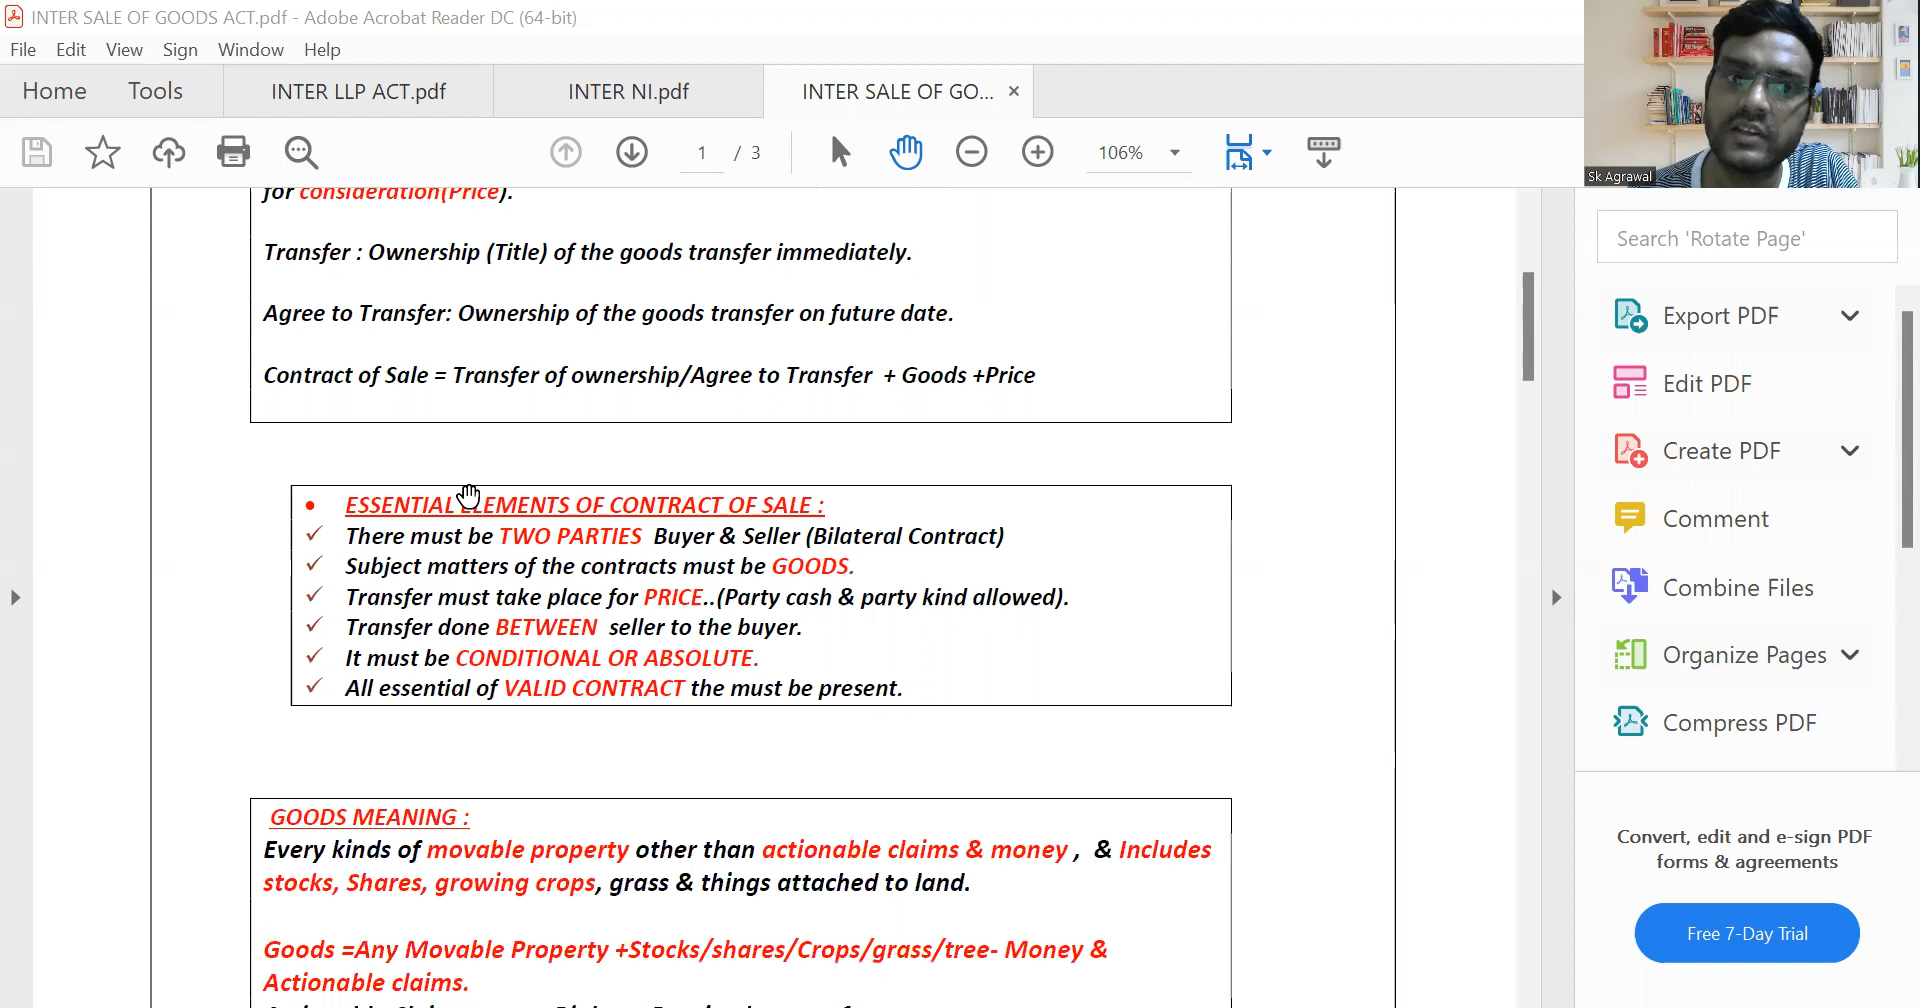 INTER SALE OF GOODS ACT.pdf - Adobe Acrobat Reader DC (64-bit)
File Edit View Sign Window Help
Home Tools INTER LLP ACT.pdf INTER NI.pdf INTER SALE OF GO... ×
1 / 3 106%
Sk Agrawal
for consideration(Price).
Transfer : Ownership (Title) of the goods transfer immediately.
Agree to Transfer: Ownership of the goods transfer on future date.
Contract of Sale = Transfer of ownership/Agree to Transfer + Goods +Price
• ESSENTIAL ELEMENTS OF CONTRACT OF SALE :
✓ There must be TWO PARTIES Buyer & Seller (Bilateral Contract)
✓ Subject matters of the contracts must be GOODS.
✓ Transfer must take place for PRICE..(Party cash & party kind allowed).
✓ Transfer done BETWEEN seller to the buyer.
✓ It must be CONDITIONAL OR ABSOLUTE.
✓ All essential of VALID CONTRACT the must be present.
GOODS MEANING :
Every kinds of movable property other than actionable claims & money , & Includes
stocks, Shares, growing crops, grass & things attached to land.
Goods =Any Movable Property +Stocks/shares/Crops/grass/tree- Money &
Actionable claims.
Search 'Rotate Page'
Export PDF
Edit PDF
Create PDF
Comment
Combine Files
Organize Pages
Compress PDF
Convert, edit and e-sign PDF
forms & agreements
Free 7-Day Trial